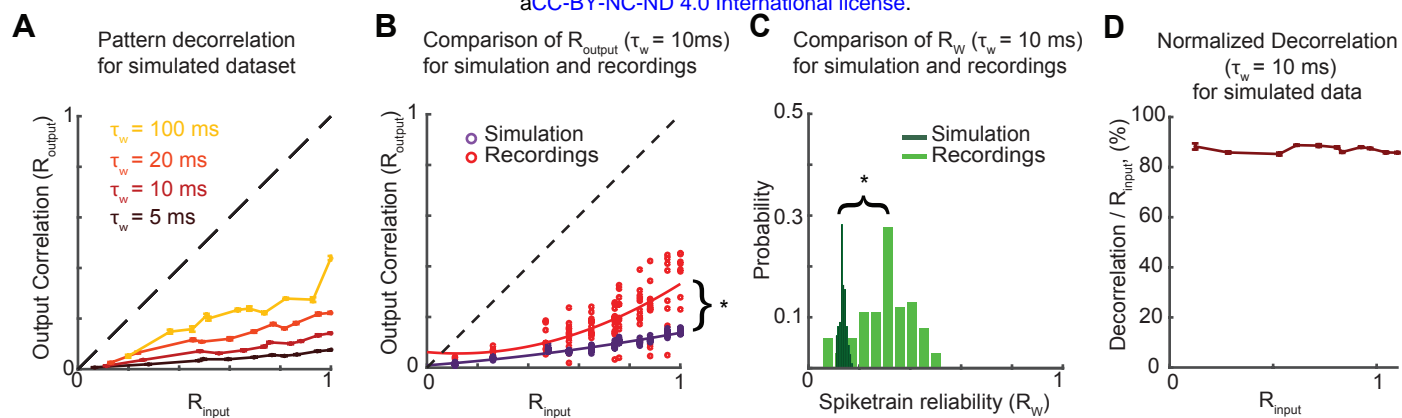 aCC-BY-NC-ND 4.0 International license.
A
Pattern decorrelation
for simulated dataset
1
τw = 100 ms
τw = 20 ms
τw = 10 ms
τw = 5 ms
Output Correlation (Routput)
0
0
1
Rinput
B
Comparison of Routput (τw = 10ms)
for simulation and recordings
1
Simulation
Recordings
Output Correlation (Routput)
*
0
0
1
Rinput
C
Comparison of RW (τw = 10 ms)
for simulation and recordings
0.5
Simulation
Recordings
*
0.3
Probability
0.1
0
1
Spiketrain reliability (RW)
D
Normalized Decorrelation
(τw = 10 ms)
for simulated data
100
80
60
40
20
0
Decorrelation / Rinput, (%)
0
1
Rinput